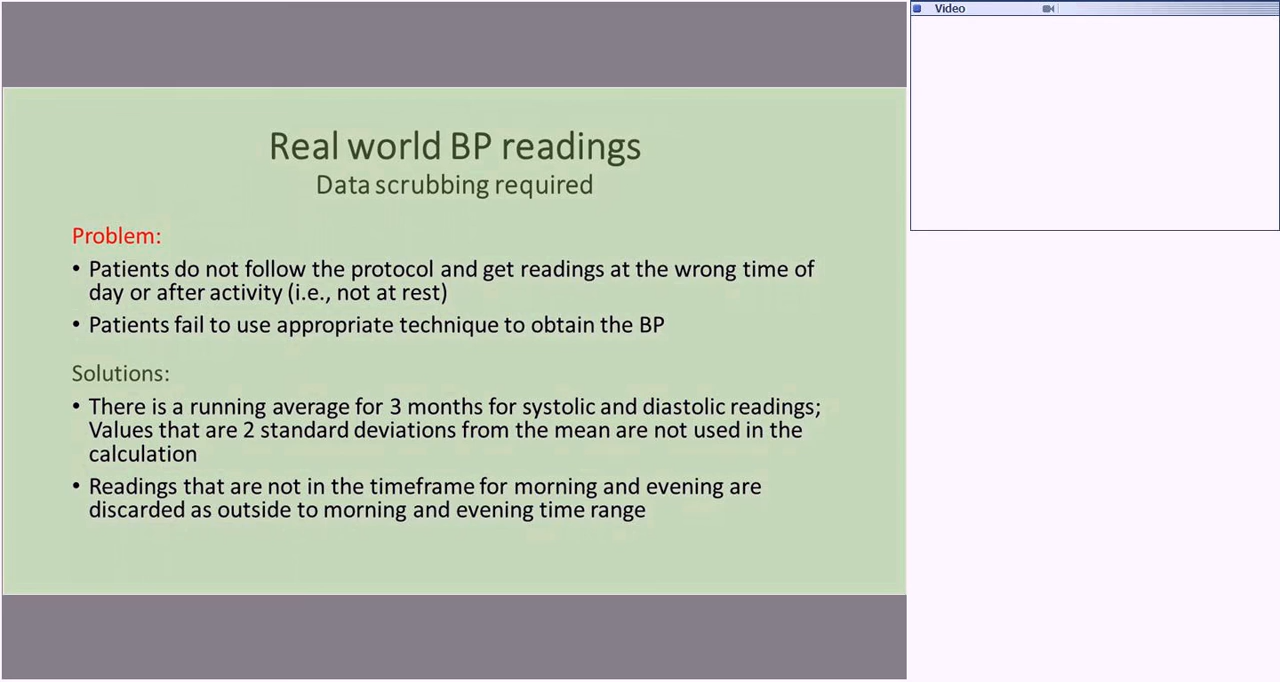 Video
Real world BP readings
Data scrubbing required
Problem:
• Patients do not follow the protocol and get readings at the wrong time of
day or after activity (i.e., not at rest)
• Patients fail to use appropriate technique to obtain the BP
Solutions:
• There is a running average for 3 months for systolic and diastolic readings;
Values that are 2 standard deviations from the mean are not used in the
calculation
• Readings that are not in the timeframe for morning and evening are
discarded as outside to morning and evening time range